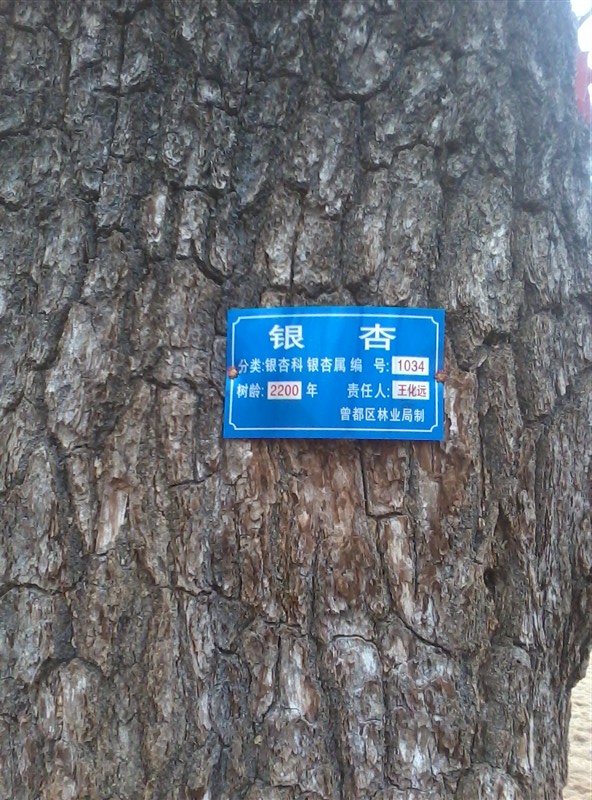 银 杏
分类:银杏科 银杏属 编 号: 1034
树龄: 2200 年 责任人: 王化远
曾都区林业局制